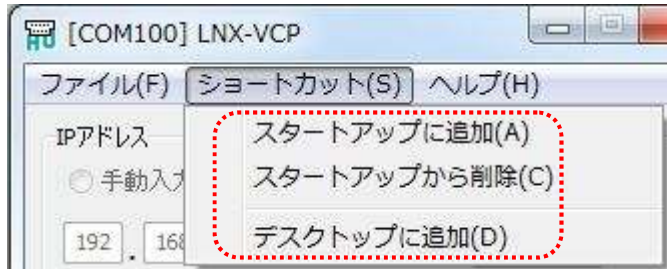 [COM100] LNX-VCP
ファイル(F) ショートカット(S) ヘルプ(H)
IPアドレス
スタートアップに追加(A)
手動入
スタートアップから削除(C)
192 . 168
デスクトップに追加(D)